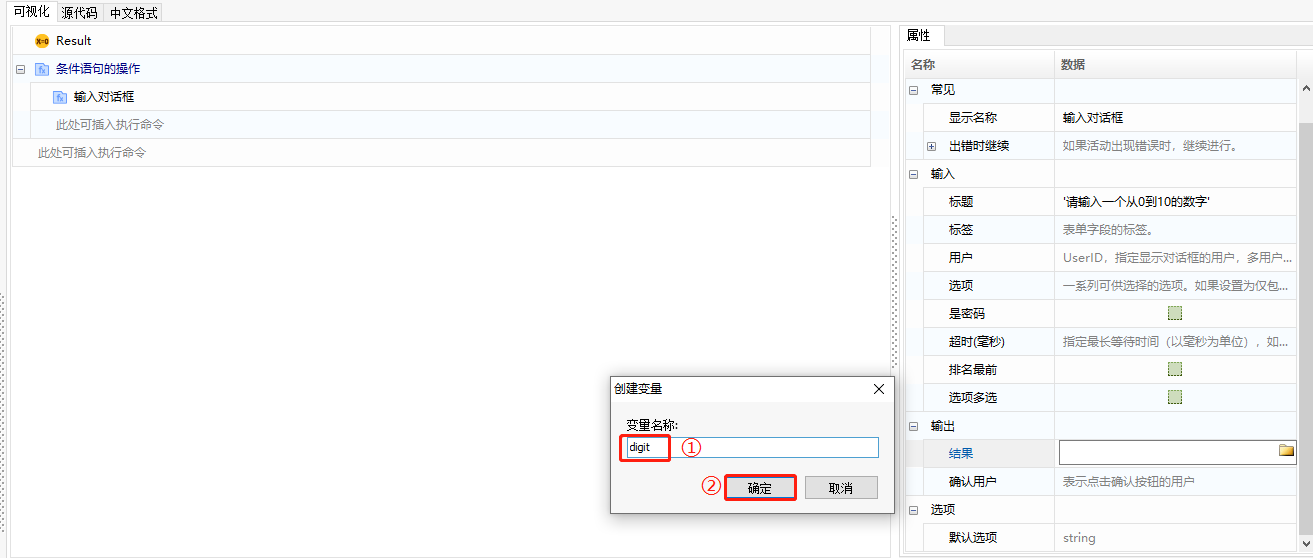 可视化 源代码 中文格式
X=0 Result
fx 条件语句的操作
fx 输入对话框
此处可插入执行命令
此处可插入执行命令
创建变量
变量名称:
digit ①
② 确定 取消
属性
名称 数据
常见
显示名称 输入对话框
出错时继续 如果活动出现错误时，继续进行。
输入
标题 '请输入一个从0到10的数字'
标签 表单字段的标签。
用户 UserID，指定显示对话框的用户，多用户...
选项 一系列可供选择的选项。如果设置为仅包...
是密码
超时(毫秒) 指定最长等待时间（以毫秒为单位），如...
排名最前
选项多选
输出
结果
确认用户 表示点击确认按钮的用户
选项
默认选项 string